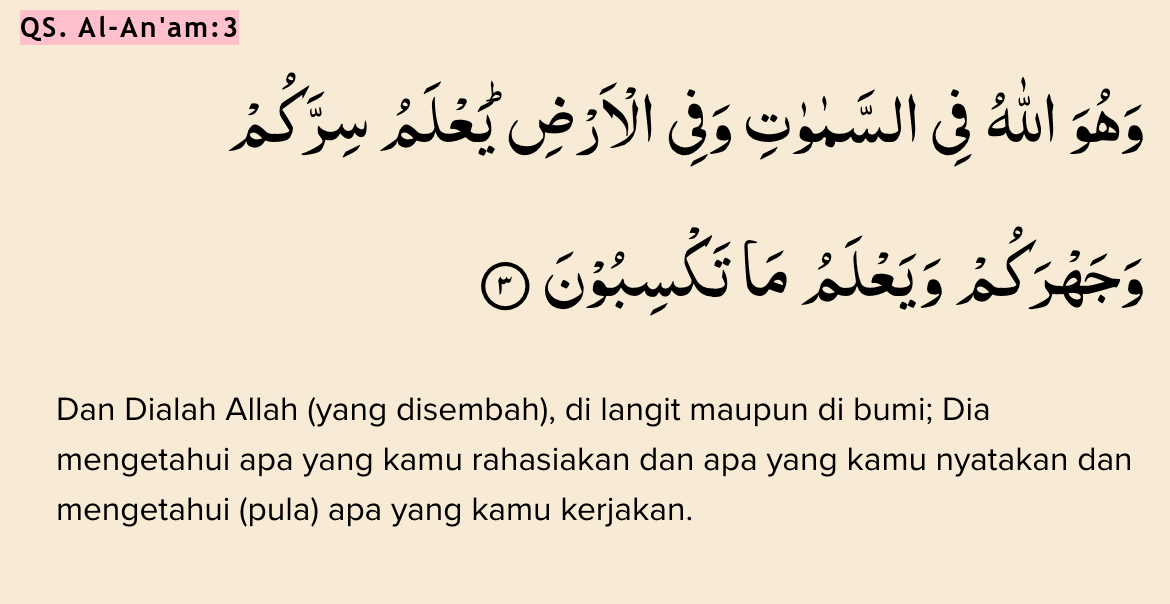 QS. Al-An'am:3
وَهُوَ اللّٰهُ فِى السَّمٰوٰتِ وَفِى الْاَرْضِۗ يَعْلَمُ سِرَّكُمْ
وَجَهْرَكُمْ وَيَعْلَمُ مَا تَكْسِبُوْنَ ٣
Dan Dialah Allah (yang disembah), di langit maupun di bumi; Dia
mengetahui apa yang kamu rahasiakan dan apa yang kamu nyatakan dan
mengetahui (pula) apa yang kamu kerjakan.